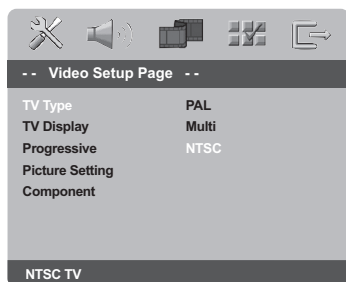 - - Video Setup Page - -
TV Type PAL
TV Display Multi
Progressive NTSC
Picture Setting
Component
NTSC TV